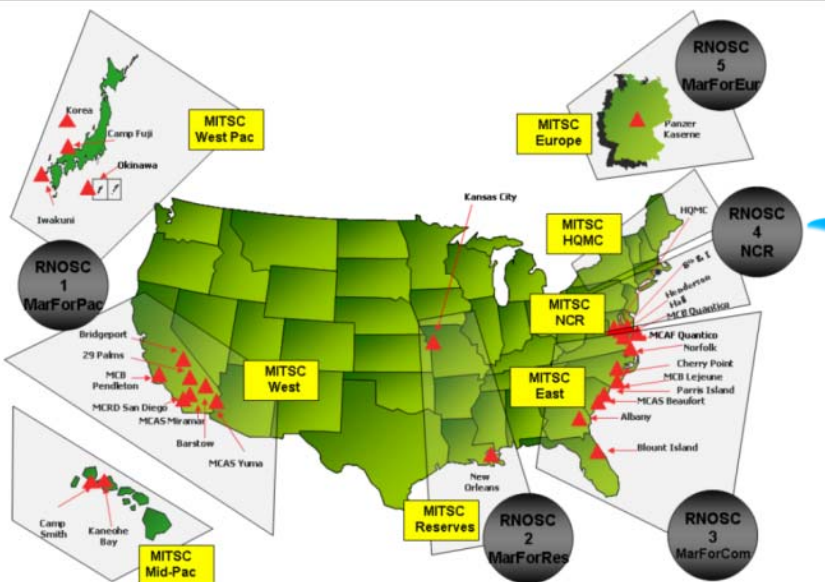 RNOSC
5
MarForEur
MITSC
Europe
Panzer
Kaserne
Korea
Camp Fuji
Okinawa
Iwakuni
MITSC
West Pac
RNOSC
1
MarForPac
Kansas City
MITSC
HQMC
HQMC
RNOSC
4
NCR
8th & I
Henderson
Hall
MCB Quantico
MITSC
NCR
MCAF Quantico
Norfolk
Cherry Point
MCB Lejeune
Parris Island
MCAS Beaufort
Albany
Blount Island
MITSC
East
Bridgeport
29 Palms
MCB
Pendleton
MCRD San Diego
MCAS Miramar
Barstow
MCAS Yuma
MITSC
West
New
Orleans
MITSC
Reserves
RNOSC
2
MarForRes
RNOSC
3
MarForCom
Camp
Smith
Kaneohe
Bay
MITSC
Mid-Pac